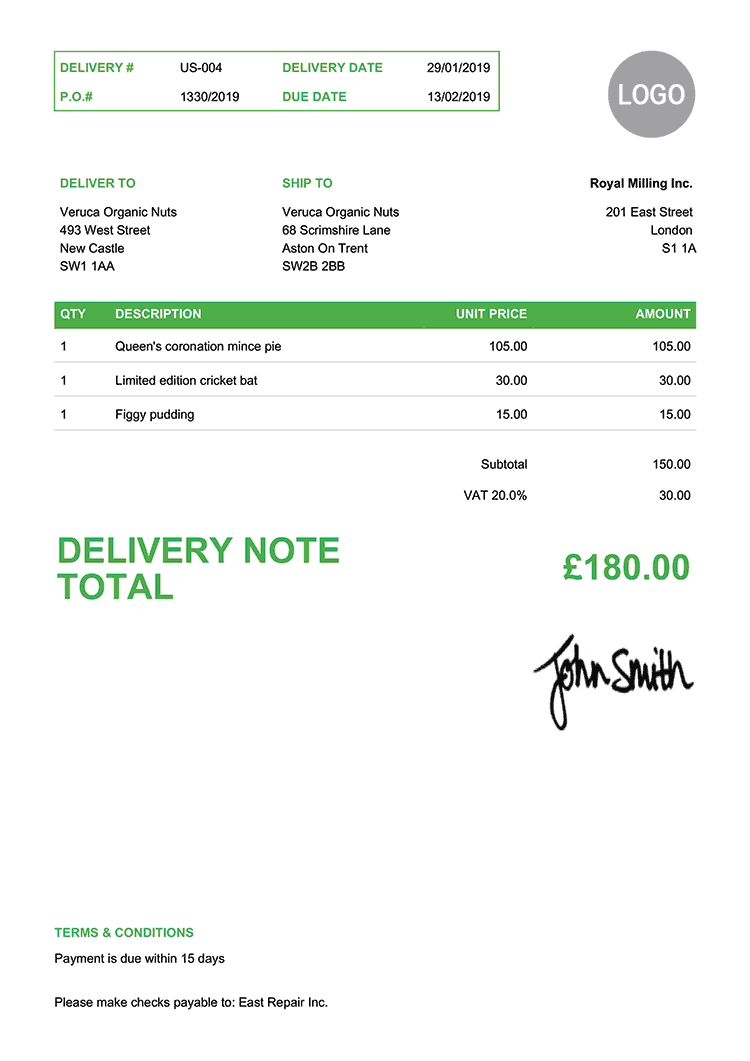 DELIVERY # US-004 DELIVERY DATE 29/01/2019
P.O.# 1330/2019 DUE DATE 13/02/2019
LOGO
DELIVER TO SHIP TO Royal Milling Inc.
Veruca Organic Nuts Veruca Organic Nuts 201 East Street
493 West Street 68 Scrimshire Lane London
New Castle Aston On Trent S1 1A
SW1 1AA SW2B 2BB
QTY DESCRIPTION UNIT PRICE AMOUNT
1 Queen's coronation mince pie 105.00 105.00
1 Limited edition cricket bat 30.00 30.00
1 Figgy pudding 15.00 15.00
Subtotal 150.00
VAT 20.0% 30.00
DELIVERY NOTE
TOTAL
£180.00
John Smith
TERMS & CONDITIONS
Payment is due within 15 days
Please make checks payable to: East Repair Inc.